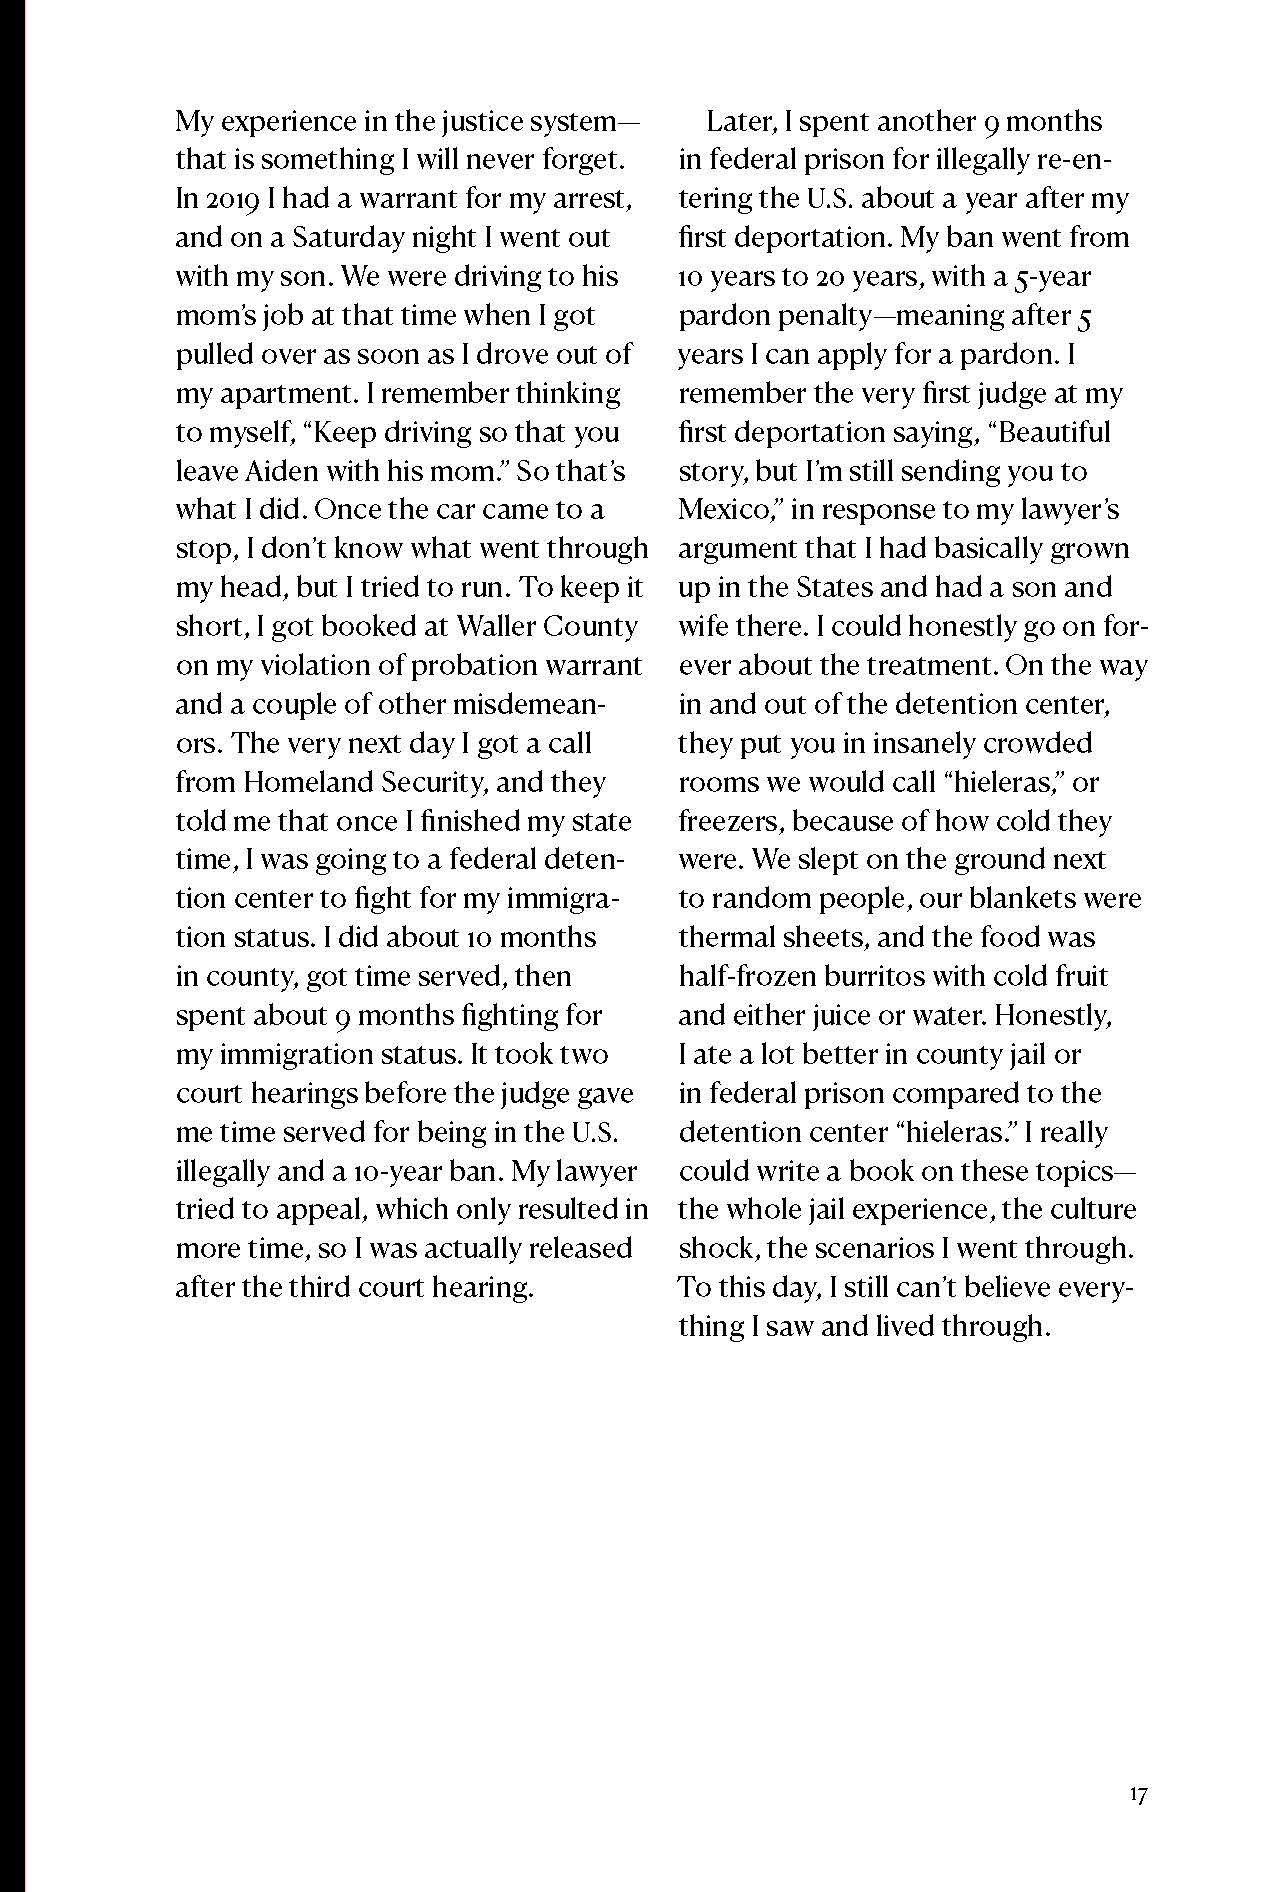 My experience in the justice system—
that is something I will never forget.
In 2019 I had a warrant for my arrest,
and on a Saturday night I went out
with my son. We were driving to his
mom’s job at that time when I got
pulled over as soon as I drove out of
my apartment. I remember thinking
to myself, “Keep driving so that you
leave Aiden with his mom.” So that’s
what I did. Once the car came to a
stop, I don’t know what went through
my head, but I tried to run. To keep it
short, I got booked at Waller County
on my violation of probation warrant
and a couple of other misdemean-
ors. The very next day I got a call
from Homeland Security, and they
told me that once I finished my state
time, I was going to a federal deten-
tion center to fight for my immigra-
tion status. I did about 10 months
in county, got time served, then
spent about 9 months fighting for
my immigration status. It took two
court hearings before the judge gave
me time served for being in the U.S.
illegally and a 10-year ban. My lawyer
tried to appeal, which only resulted in
more time, so I was actually released
after the third court hearing.
Later, I spent another 9 months
in federal prison for illegally re-en-
tering the U.S. about a year after my
first deportation. My ban went from
10 years to 20 years, with a 5-year
pardon penalty—meaning after 5
years I can apply for a pardon. I
remember the very first judge at my
first deportation saying, “Beautiful
story, but I’m still sending you to
Mexico,” in response to my lawyer’s
argument that I had basically grown
up in the States and had a son and
wife there. I could honestly go on for-
ever about the treatment. On the way
in and out of the detention center,
they put you in insanely crowded
rooms we would call “hieleras,” or
freezers, because of how cold they
were. We slept on the ground next
to random people, our blankets were
thermal sheets, and the food was
half-frozen burritos with cold fruit
and either juice or water. Honestly,
I ate a lot better in county jail or
in federal prison compared to the
detention center “hieleras.” I really
could write a book on these topics—
the whole jail experience, the culture
shock, the scenarios I went through.
To this day, I still can’t believe every-
thing I saw and lived through.
17